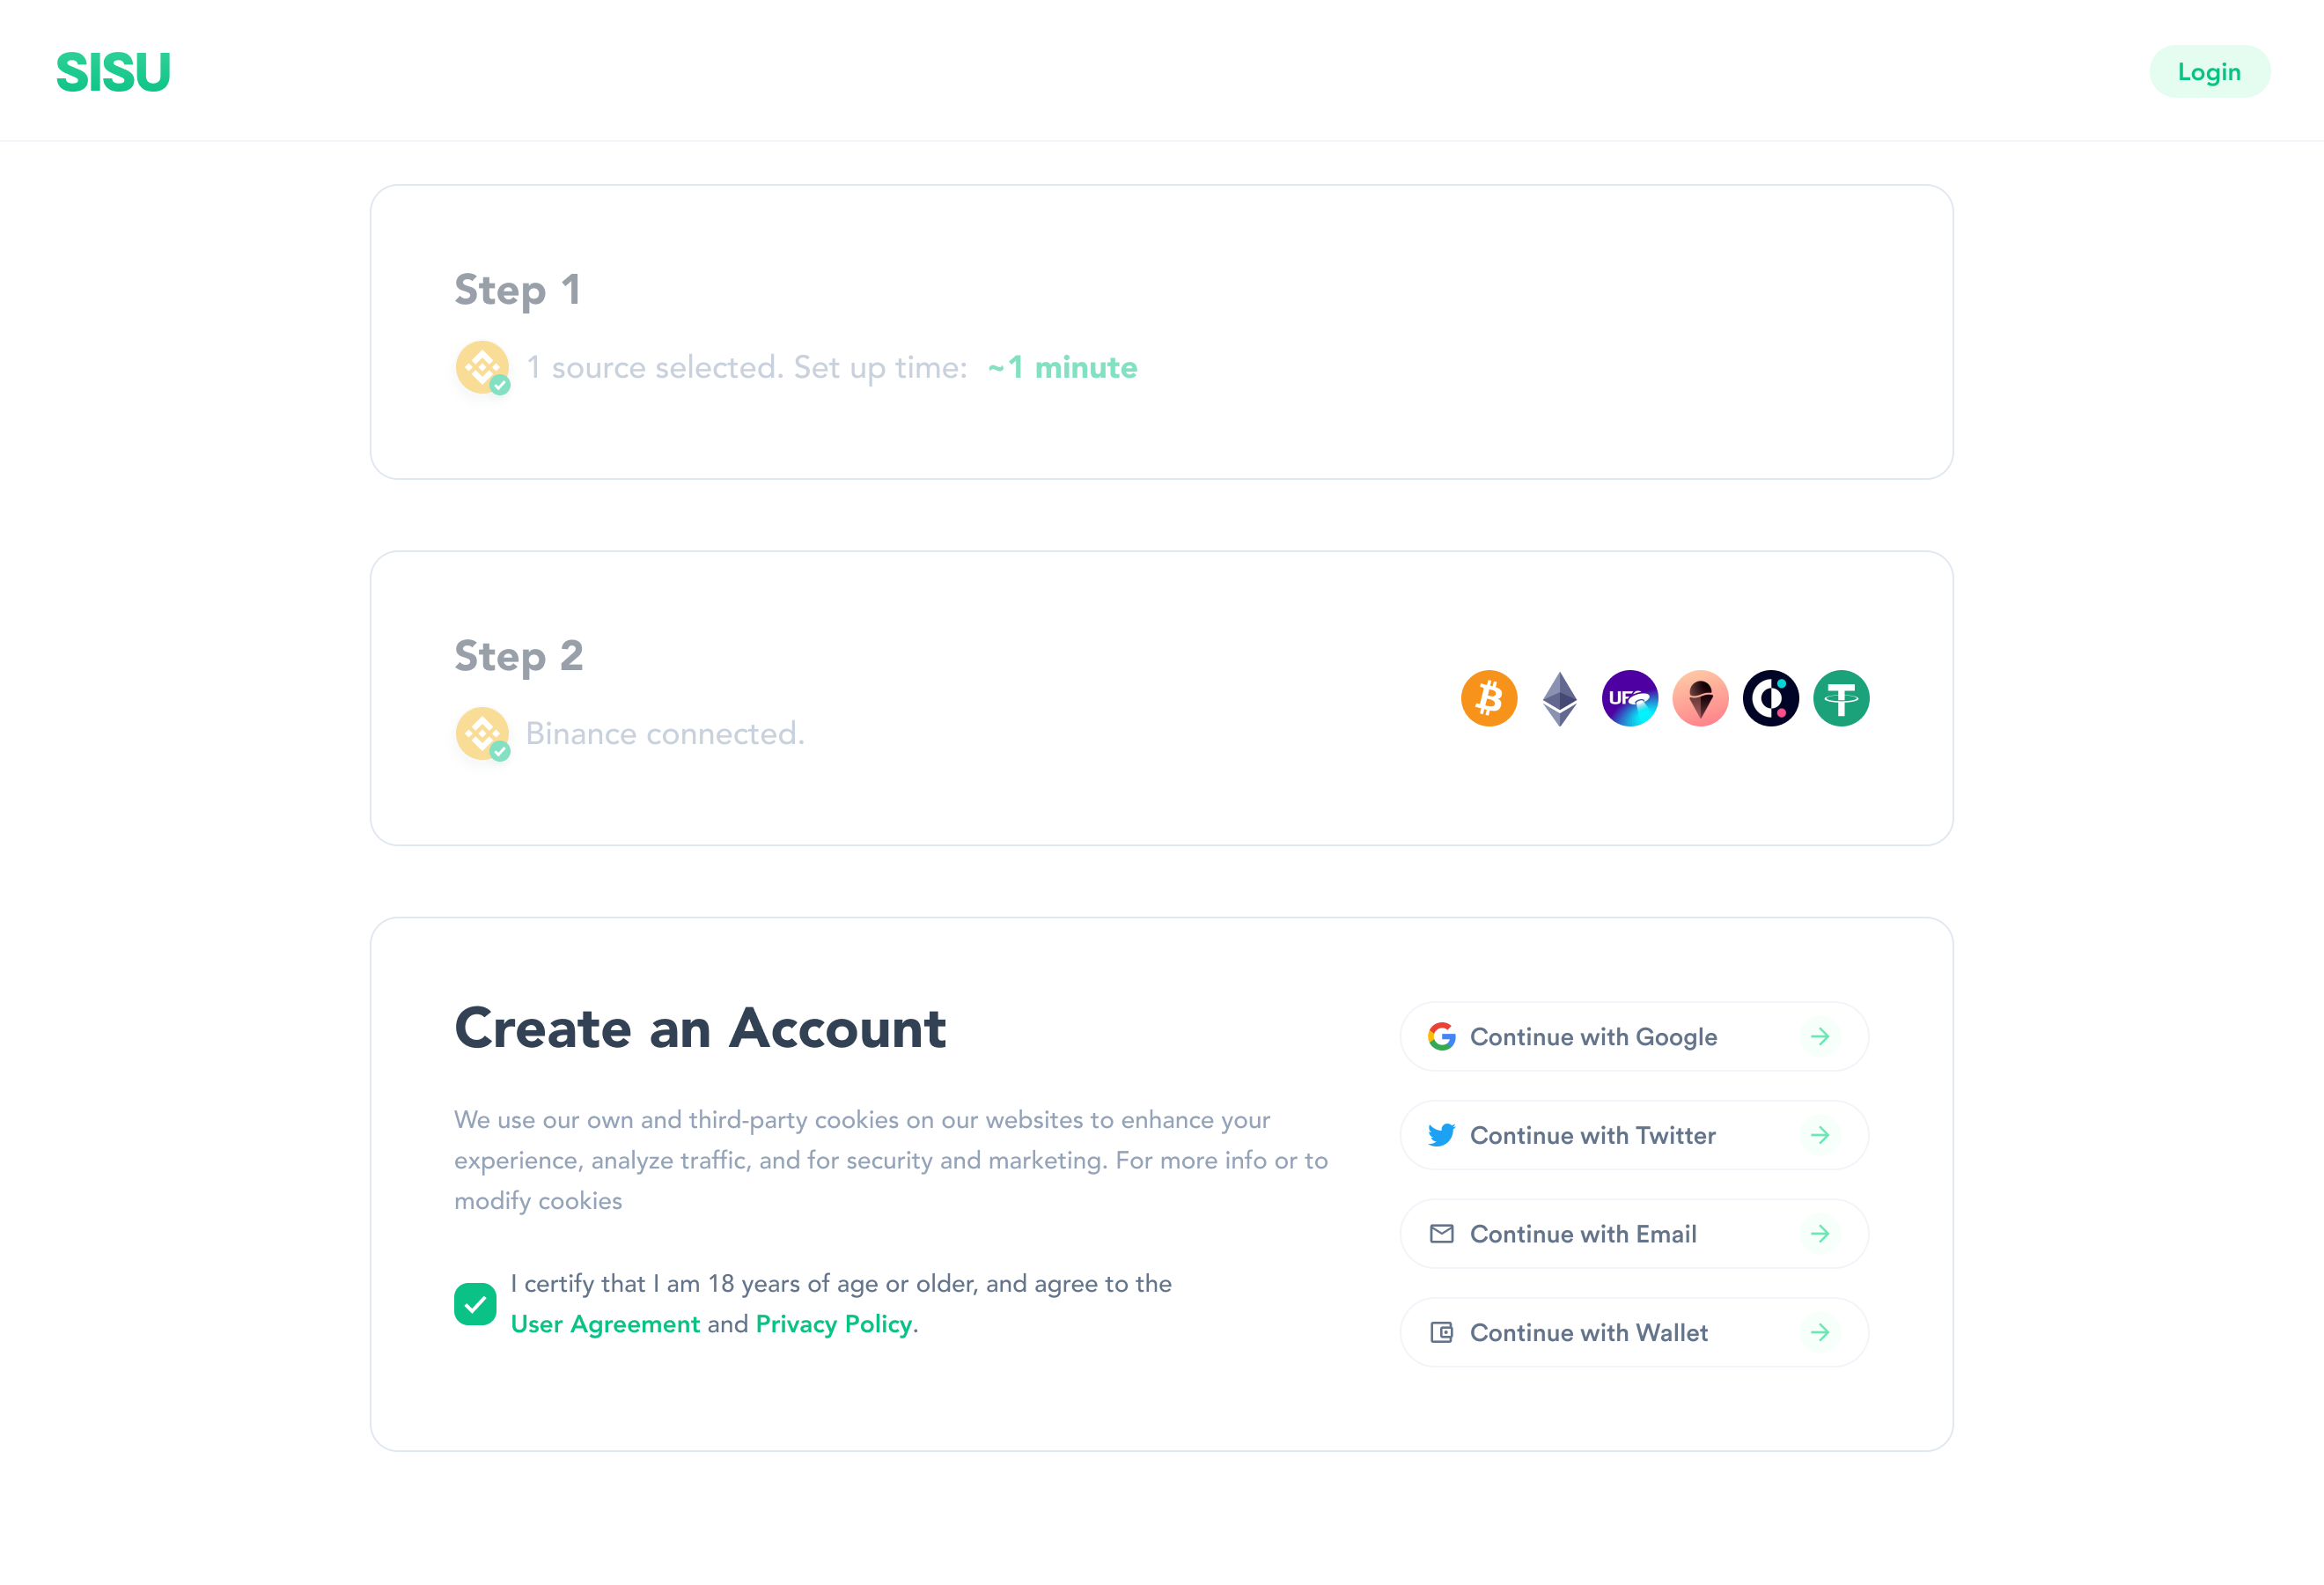 SISU
Login
Step 1
1 source selected. Set up time: ~1 minute
Step 2
Binance connected.
UFO
Create an Account
We use our own and third-party cookies on our websites to enhance your
experience, analyze traffic, and for security and marketing. For more info or to
modify cookies
I certify that I am 18 years of age or older, and agree to the
User Agreement and Privacy Policy.
Continue with Google
Continue with Twitter
Continue with Email
Continue with Wallet